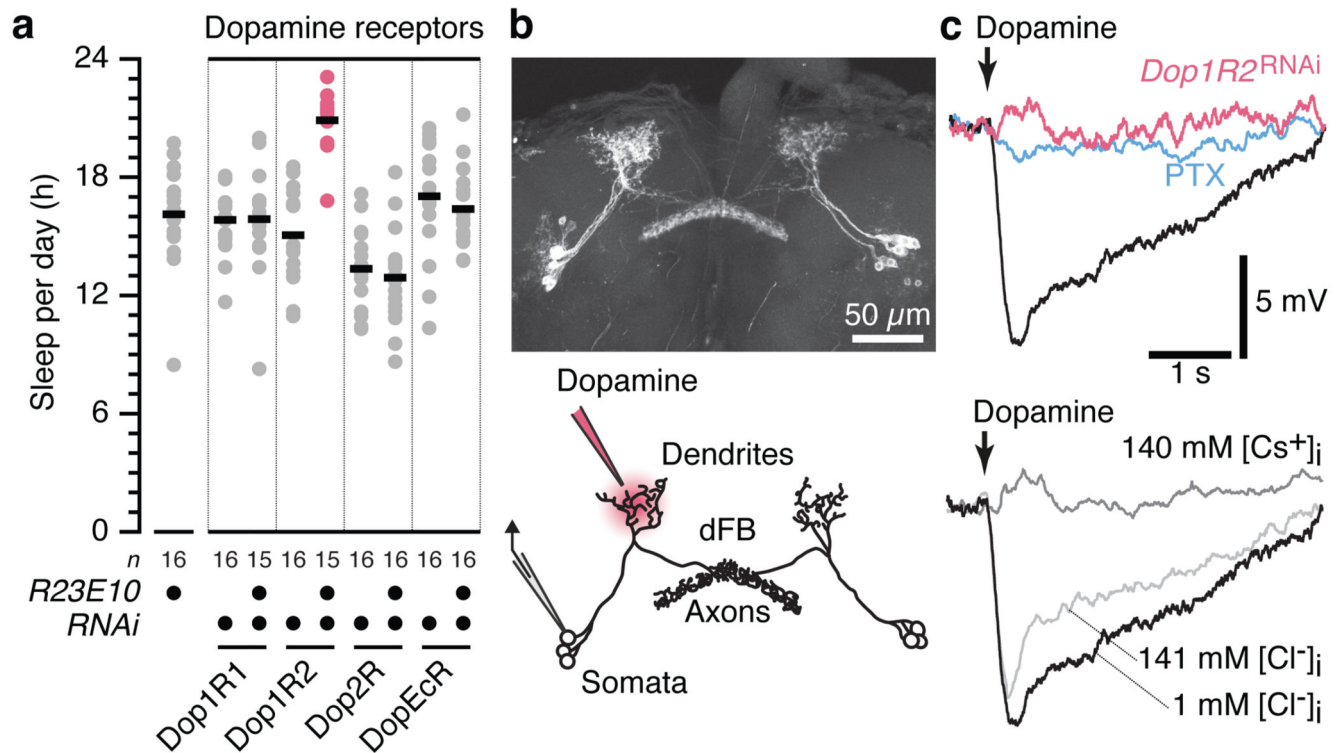 a
Dopamine receptors
24
18
12
6
0
Sleep per day (h)
n 16 16 15 16 15 16 16 16 16
R23E10
RNAi
Dop1R1
Dop1R2
Dop2R
DopEcR
b
50 µm
Dopamine
Dendrites
dFB
Axons
Somata
c
Dopamine
Dop1R2RNAi
PTX
5 mV
1 s
Dopamine
140 mM [Cs+]i
141 mM [Cl-]i
1 mM [Cl-]i